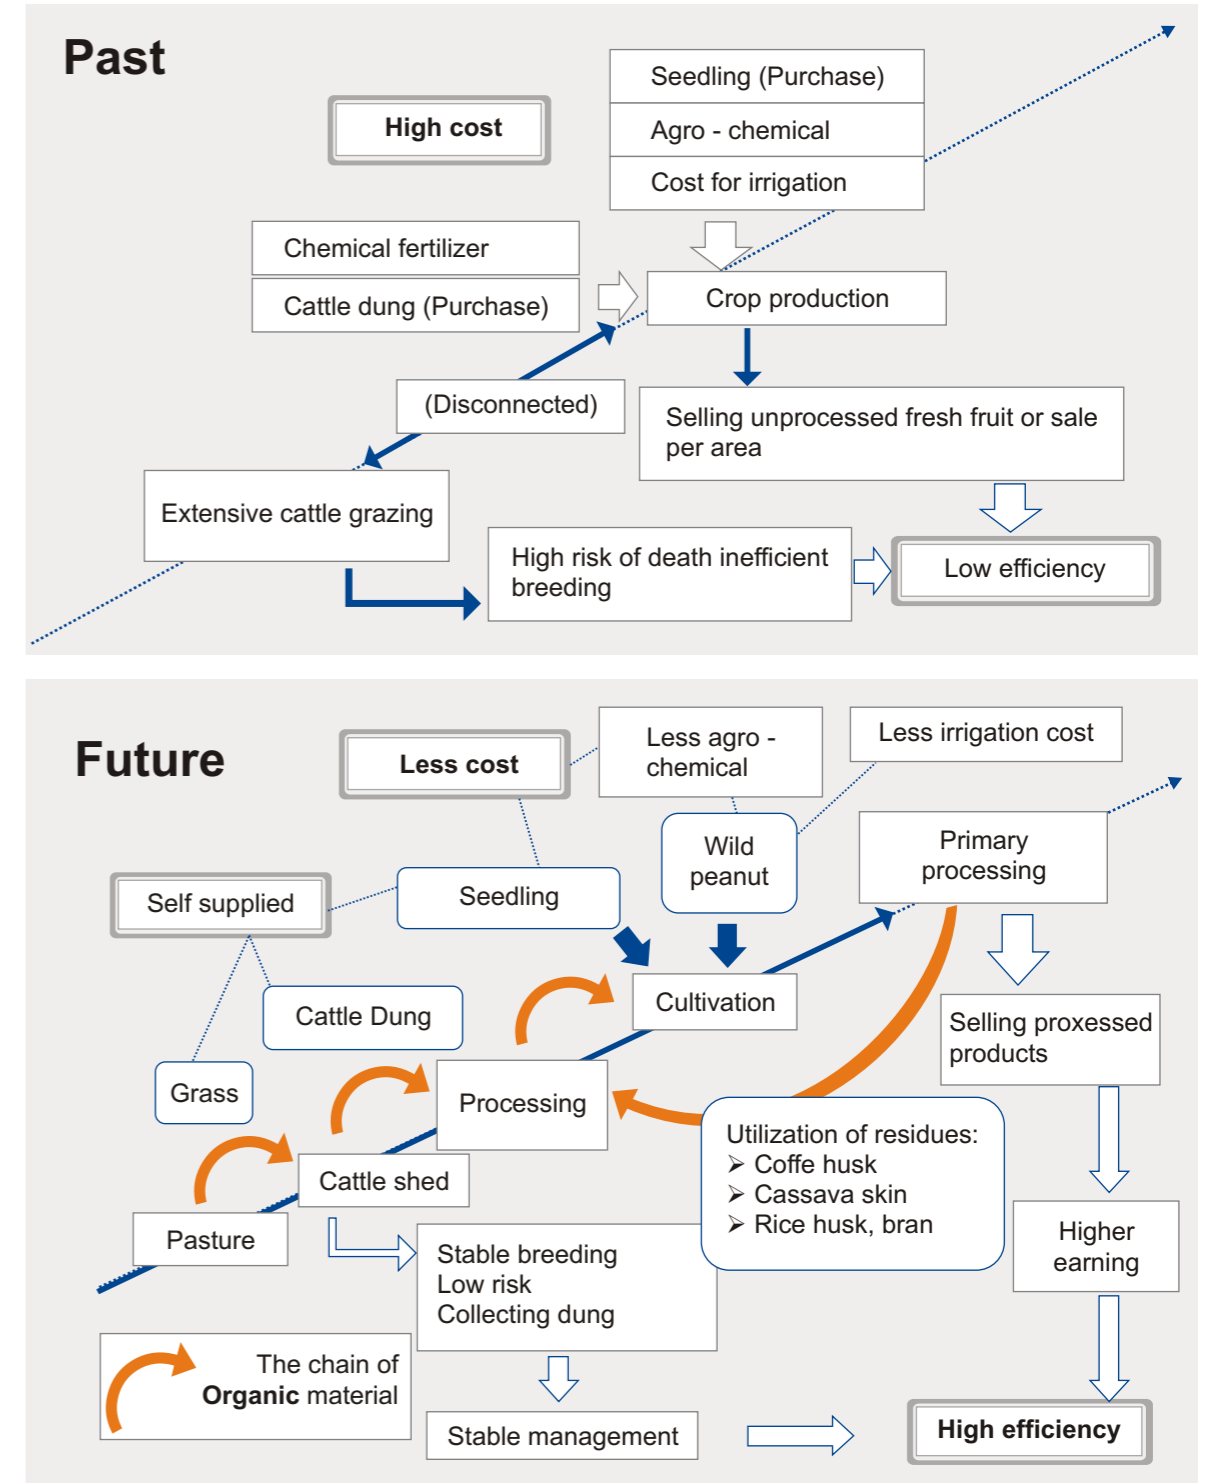 Past
High cost
Seedling (Purchase)
Agro - chemical
Cost for irrigation
Chemical fertilizer
Cattle dung (Purchase)
Crop production
(Disconnected)
Selling unprocessed fresh fruit or sale
per area
Extensive cattle grazing
High risk of death inefficient
breeding
Low efficiency
Future
Less cost
Less agro -
chemical
Less irrigation cost
Wild
peanut
Primary
processing
Self supplied
Seedling
Cattle Dung
Cultivation
Selling proxessed
products
Grass
Processing
Utilization of residues:
➢ Coffe husk
➢ Cassava skin
➢ Rice husk, bran
Cattle shed
Pasture
Stable breeding
Low risk
Collecting dung
Higher
earning
The chain of
Organic material
Stable management
High efficiency